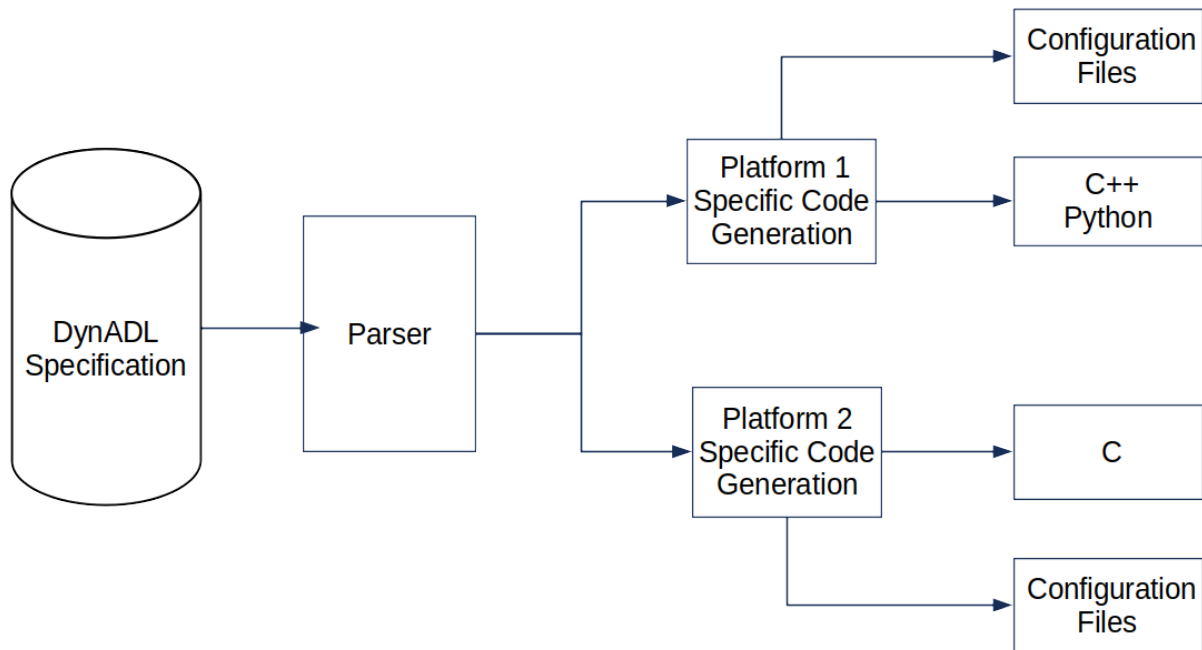 DynADL
Specification
Parser
Platform 1
Specific Code
Generation
Configuration
Files
C++
Python
Platform 2
Specific Code
Generation
C
Configuration
Files